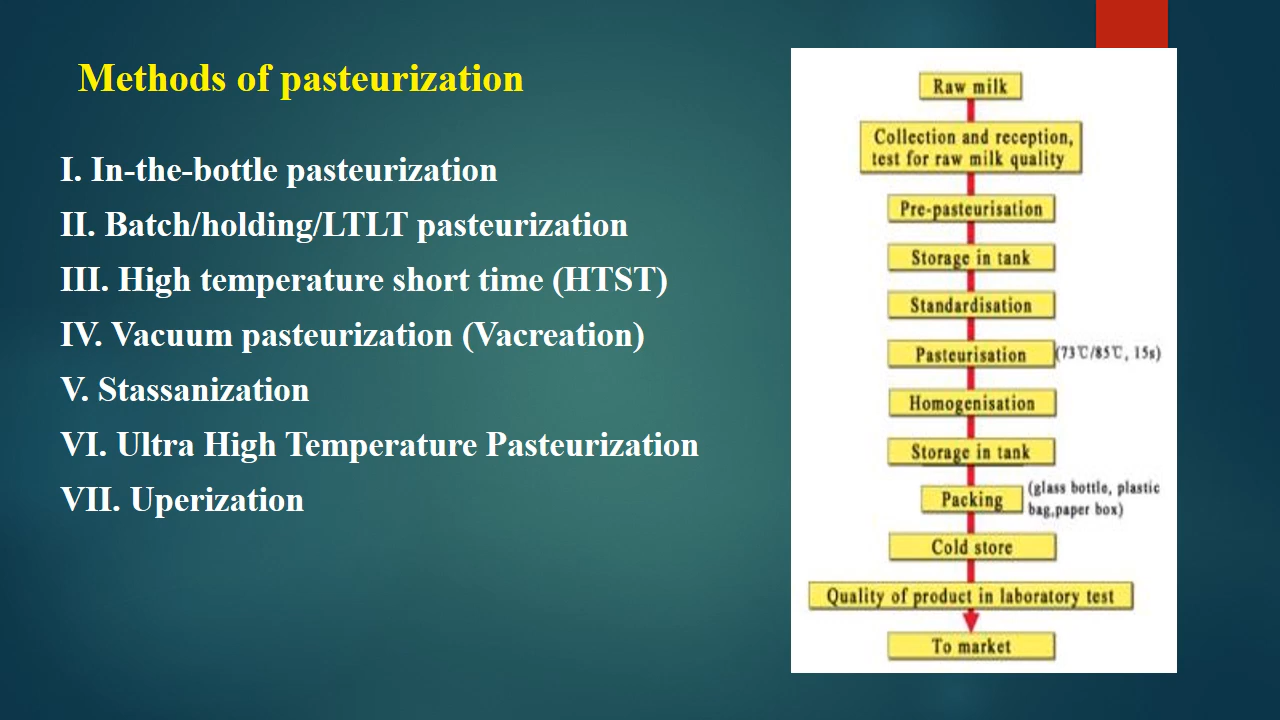 Methods of pasteurization
I. In-the-bottle pasteurization
II. Batch/holding/LTLT pasteurization
III. High temperature short time (HTST)
IV. Vacuum pasteurization (Vacreation)
V. Stassanization
VI. Ultra High Temperature Pasteurization
VII. Uperization
Raw milk
Collection and reception,
test for raw milk quality
Pre-pasteurisation
Storage in tank
Standardisation
Pasteurisation (73℃/85℃, 15s)
Homogenisation
Storage in tank
Packing (glass bottle, plastic
bag,paper box)
Cold store
Quality of product in laboratory test
To market